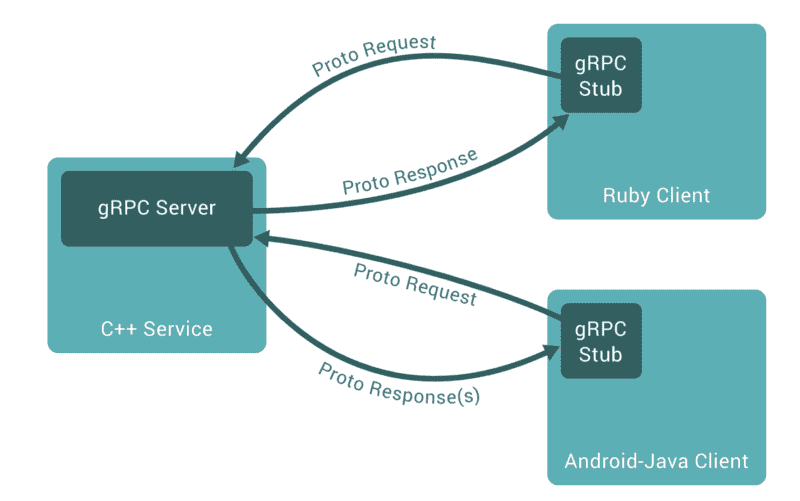 Proto Request
gRPC
Stub
Ruby Client
Proto Response
gRPC Server
C++ Service
Proto Request
gRPC
Stub
Proto Response(s)
Android-Java Client